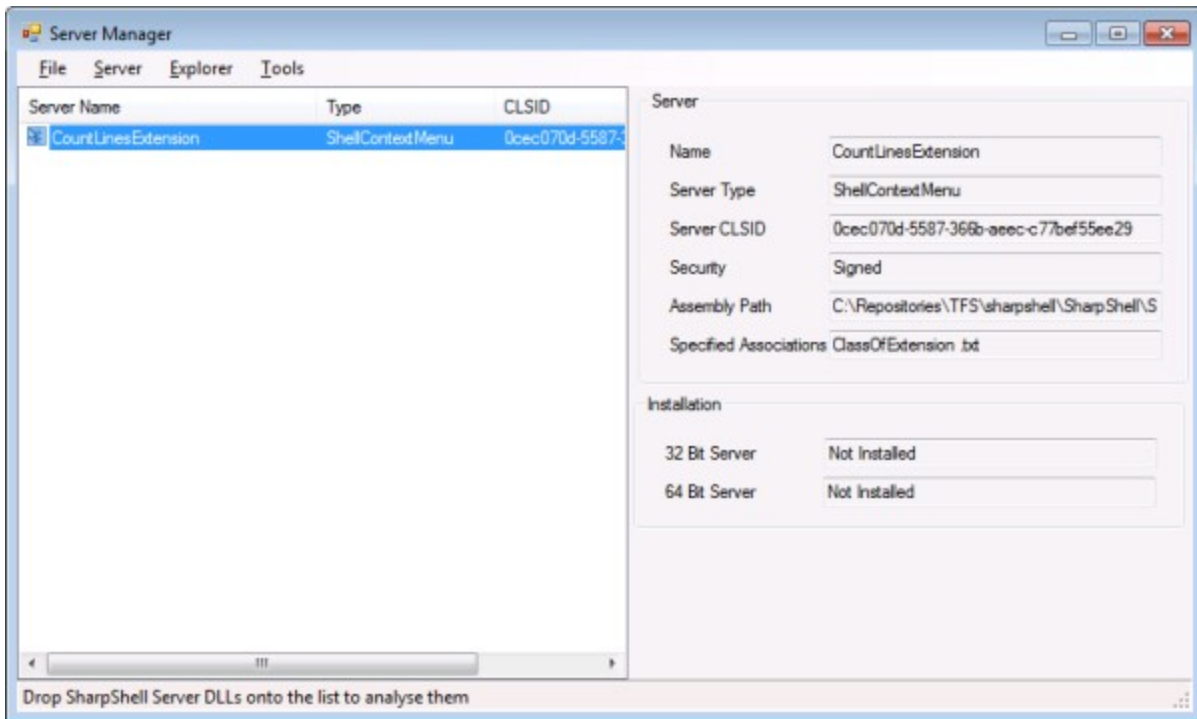 Server Manager
File Server Explorer Tools
Server Name Type CLSID
CountLinesExtension ShellContextMenu 0cec070d-5587-3
Server
Name CountLinesExtension
Server Type ShellContextMenu
Server CLSID 0cec070d-5587-366b-aeec-c77bef55ee29
Security Signed
Assembly Path C:\Repositories\TFS\sharpshell\SharpShell\S
Specified Associations ClassOfExtension .txt
Installation
32 Bit Server Not Installed
64 Bit Server Not Installed
Drop SharpShell Server DLLs onto the list to analyse them